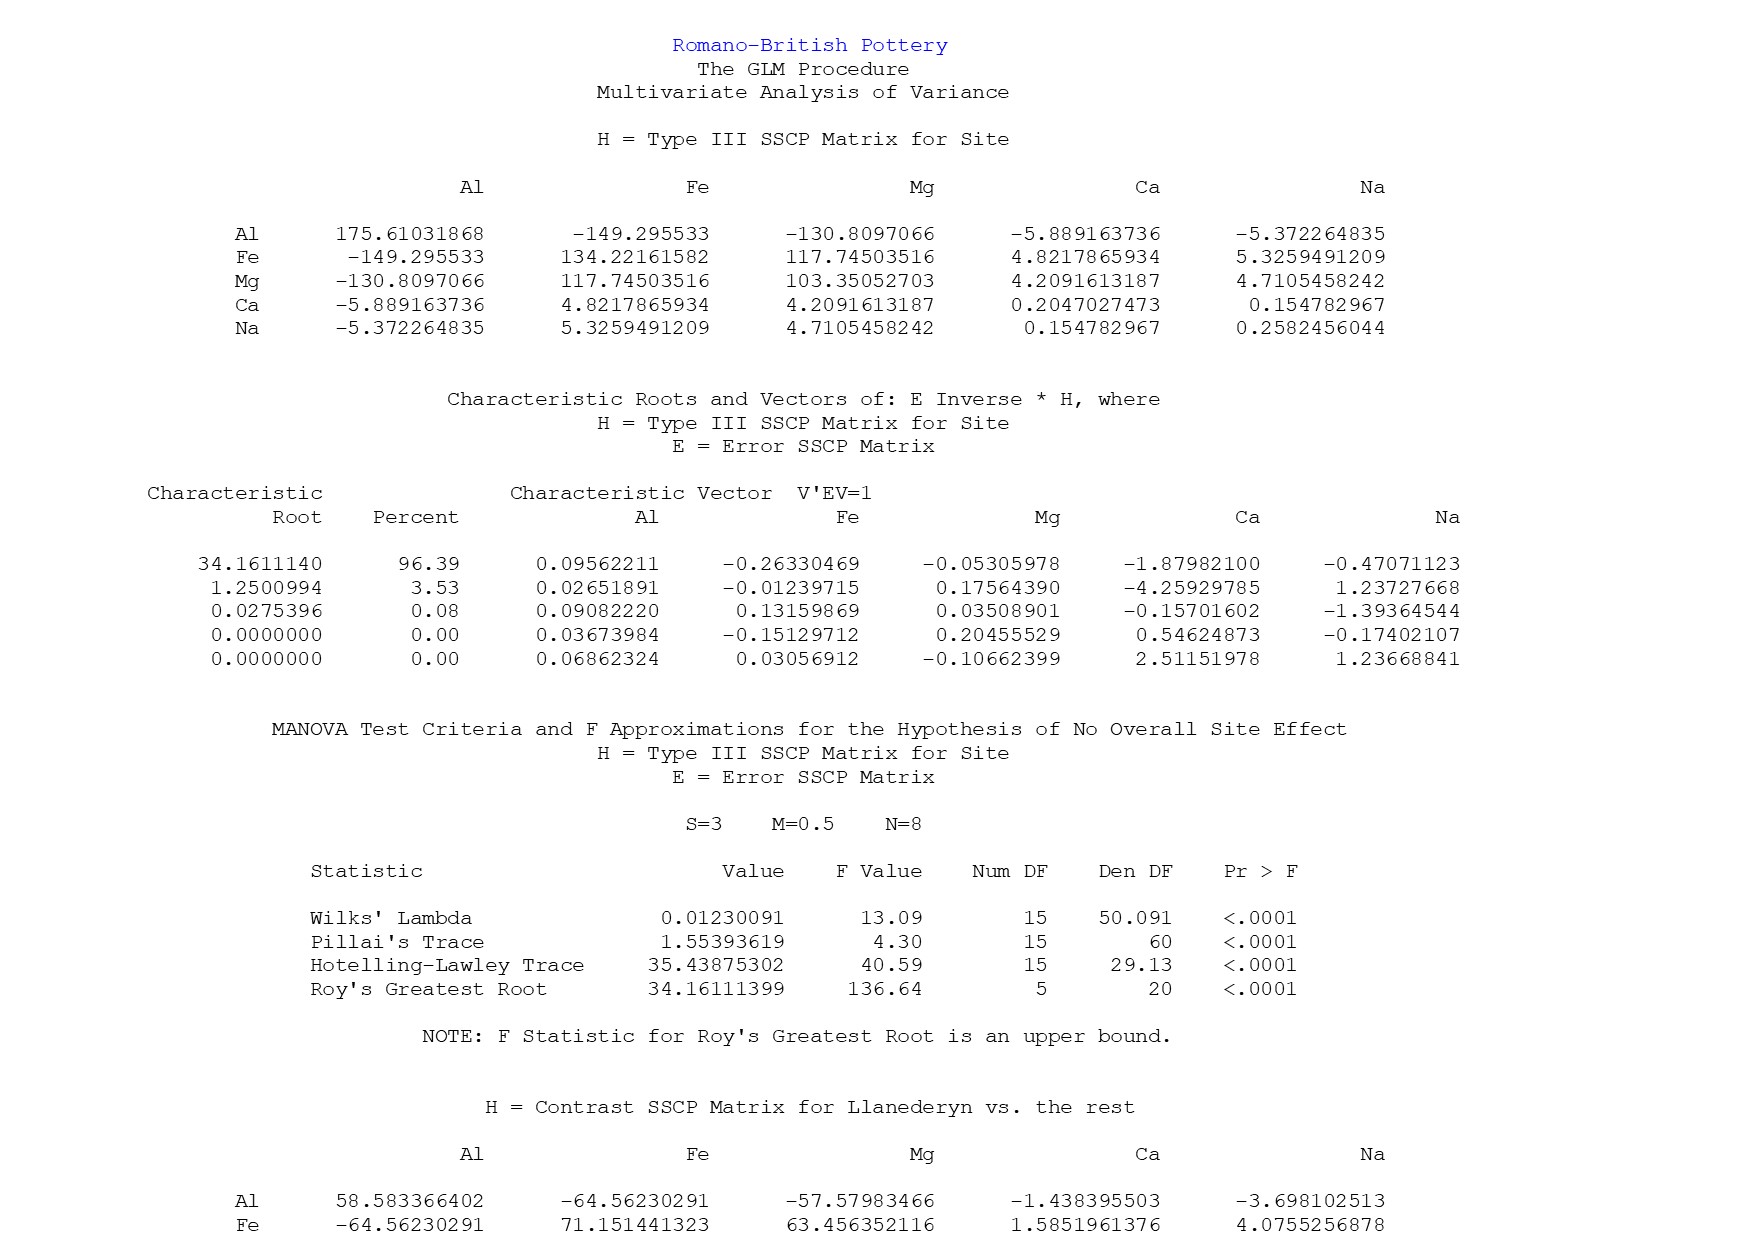 Romano-British Pottery
The GLM Procedure
Multivariate Analysis of Variance
H = Type III SSCP Matrix for Site
Al Fe Mg Ca Na
Al 175.61031868 -149.295533 -130.8097066 -5.889163736 -5.372264835
Fe -149.295533 134.22161582 117.74503516 4.8217865934 5.3259491209
Mg -130.8097066 117.74503516 103.35052703 4.2091613187 4.7105458242
Ca -5.889163736 4.8217865934 4.2091613187 0.2047027473 0.154782967
Na -5.372264835 5.3259491209 4.7105458242 0.154782967 0.2582456044
Characteristic Roots and Vectors of: E Inverse * H, where
H = Type III SSCP Matrix for Site
E = Error SSCP Matrix
Characteristic Characteristic Vector V'EV=1
Root Percent Al Fe Mg Ca Na
34.1611140 96.39 0.09562211 -0.26330469 -0.05305978 -1.87982100 -0.47071123
1.2500994 3.53 0.02651891 -0.01239715 0.17564390 -4.25929785 1.23727668
0.0275396 0.08 0.09082220 0.13159869 0.03508901 -0.15701602 -1.39364544
0.0000000 0.00 0.03673984 -0.15129712 0.20455529 0.54624873 -0.17402107
0.0000000 0.00 0.06862324 0.03056912 -0.10662399 2.51151978 1.23668841
MANOVA Test Criteria and F Approximations for the Hypothesis of No Overall Site Effect
H = Type III SSCP Matrix for Site
E = Error SSCP Matrix
S=3 M=0.5 N=8
Statistic Value F Value Num DF Den DF Pr > F
Wilks' Lambda 0.01230091 13.09 15 50.091 <.0001
Pillai's Trace 1.55393619 4.30 15 60 <.0001
Hotelling-Lawley Trace 35.43875302 40.59 15 29.13 <.0001
Roy's Greatest Root 34.16111399 136.64 5 20 <.0001
NOTE: F Statistic for Roy's Greatest Root is an upper bound.
H = Contrast SSCP Matrix for Llanederyn vs. the rest
Al Fe Mg Ca Na
Al 58.583366402 -64.56230291 -57.57983466 -1.438395503 -3.698102513
Fe -64.56230291 71.151441323 63.456352116 1.5851961376 4.0755256878